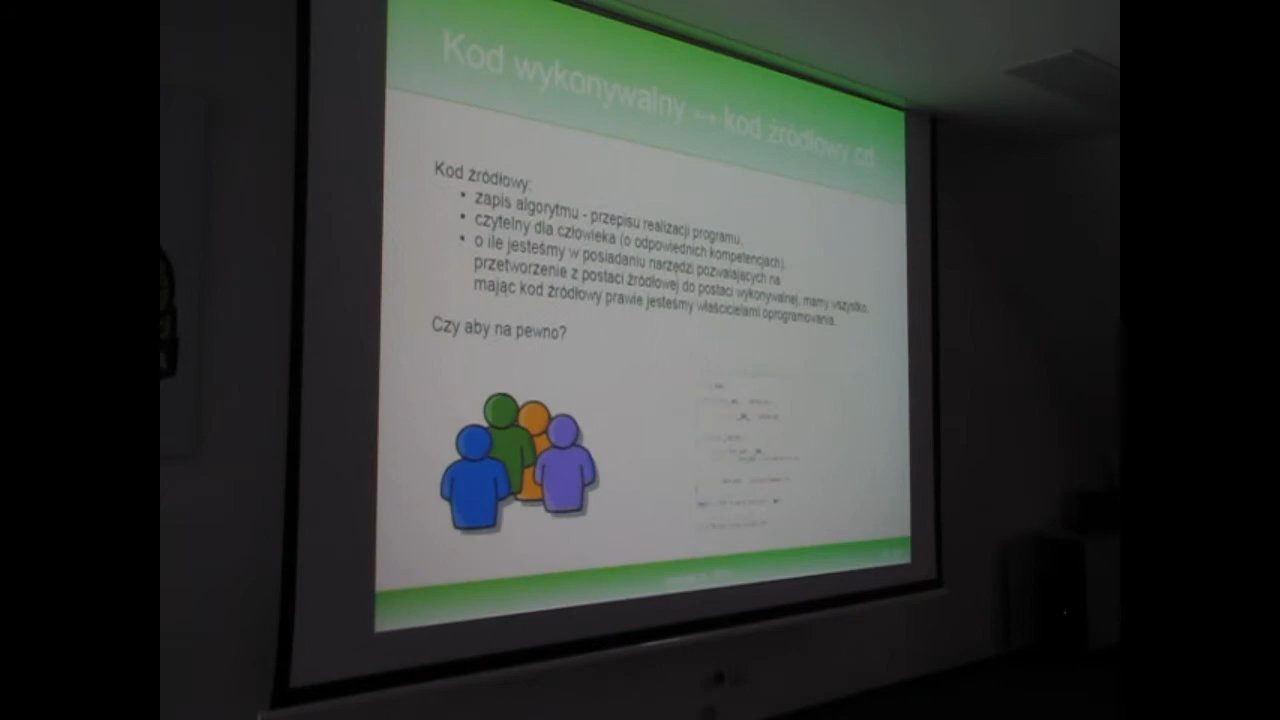 Kod wykonywalny ↔ kod źródłowy cd.
Kod źródłowy:
• zapis algorytmu - przepisu realizacji programu,
• czytelny dla człowieka (o odpowiednich kompetencjach),
• o ile jesteśmy w posiadaniu narzędzi pozwalających na
przetworzenie z postaci źródłowej do postaci wykonywalnej, mamy wszystko,
mając kod źródłowy prawie jesteśmy właścicielami oprogramowania.
Czy aby na pewno?